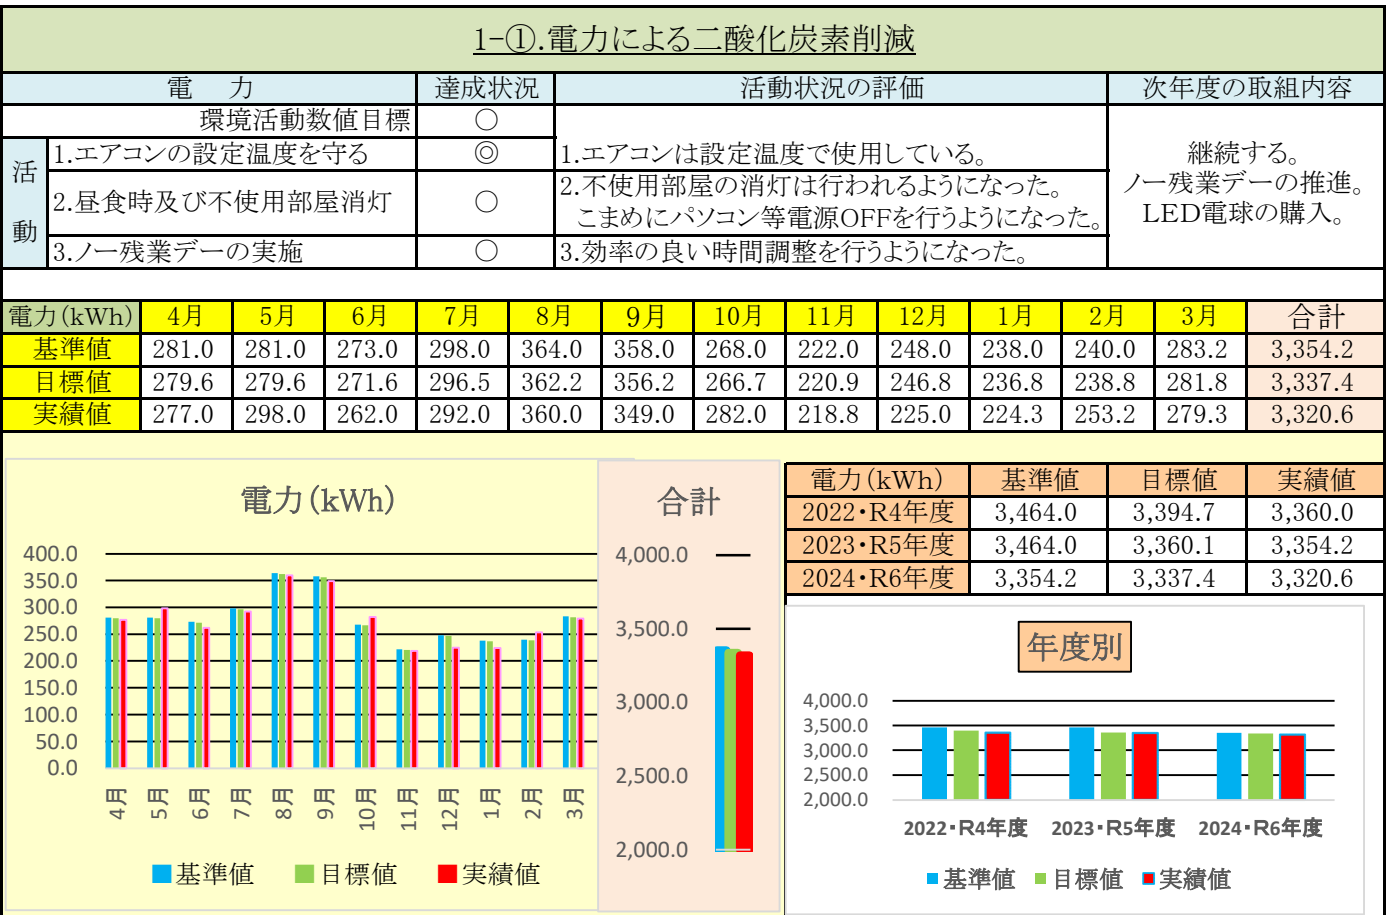 1-①.電力による二酸化炭素削減
電 力 達成状況 活動状況の評価 次年度の取組内容
環境活動数値目標 ○
活動
1.エアコンの設定温度を守る ◎ 1.エアコンは設定温度で使用している。
2.昼食時及び不使用部屋消灯 ○ 2.不使用部屋の消灯は行われるようになった。
こまめにパソコン等電源OFFを行うようになった。
3.ノー残業デーの実施 ○ 3.効率の良い時間調整を行うようになった。
継続する。
ノー残業デーの推進。
LED電球の購入。
電力(kWh) 4月 5月 6月 7月 8月 9月 10月 11月 12月 1月 2月 3月 合計
基準値 281.0 281.0 273.0 298.0 364.0 358.0 268.0 222.0 248.0 238.0 240.0 283.2 3,354.2
目標値 279.6 279.6 271.6 296.5 362.2 356.2 266.7 220.9 246.8 236.8 238.8 281.8 3,337.4
実績値 277.0 298.0 262.0 292.0 360.0 349.0 282.0 218.8 225.0 224.3 253.2 279.3 3,320.6
電力(kWh)
400.0
350.0
300.0
250.0
200.0
150.0
100.0
50.0
0.0
4月 5月 6月 7月 8月 9月 10月 11月 12月 1月 2月 3月
基準値 目標値 実績値
合計
4,000.0
3,500.0
3,000.0
2,500.0
2,000.0
電力(kWh) 基準値 目標値 実績値
2022・R4年度 3,464.0 3,394.7 3,360.0
2023・R5年度 3,464.0 3,360.1 3,354.2
2024・R6年度 3,354.2 3,337.4 3,320.6
年度別
4,000.0
3,500.0
3,000.0
2,500.0
2,000.0
2022・R4年度 2023・R5年度 2024・R6年度
基準値 目標値 実績値